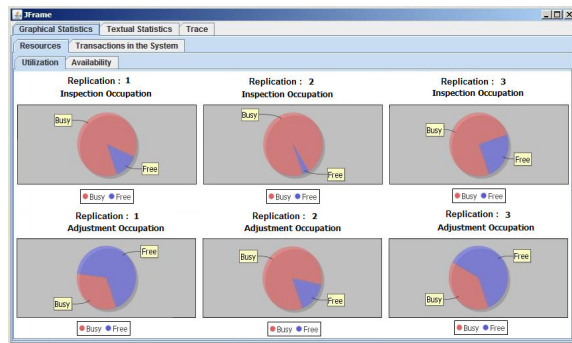 JFrame
Graphical Statistics Textual Statistics Trace
Resources Transactions in the System
Utilization Availability
Replication : 1 Replication : 2 Replication : 3
Inspection Occupation Inspection Occupation Inspection Occupation
Busy Busy Busy
Free Free Free
Busy Free Busy Free Busy Free
Replication : 1 Replication : 2 Replication : 3
Adjustment Occupation Adjustment Occupation Adjustment Occupation
Free Busy Free
Busy Free Busy
Busy Free Busy Free Busy Free